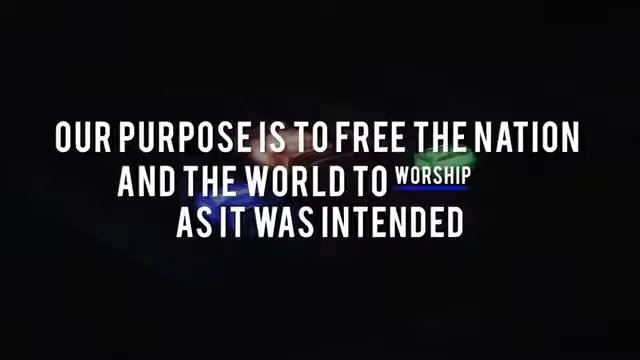 OUR PURPOSE IS TO FREE THE NATION
AND THE WORLD TO WORSHIP
AS IT WAS INTENDED